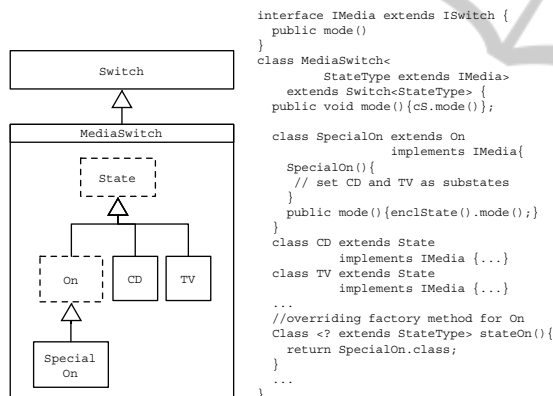 Switch
MediaSwitch
State
On
CD
TV
Special
On
interface IMedia extends ISwitch {
public mode()
}
class MediaSwitch<
StateType extends IMedia>
extends Switch<StateType> {
public void mode(){cS.mode()};
class SpecialOn extends On
implements IMedia{
SpecialOn(){
// set CD and TV as substates
}
public mode(){enclState().mode();}
}
class CD extends State
implements IMedia {...}
class TV extends State
implements IMedia {...}
...
//overriding factory method for On
Class <? extends StateType> stateOn(){
return SpecialOn.class;
}
...
}